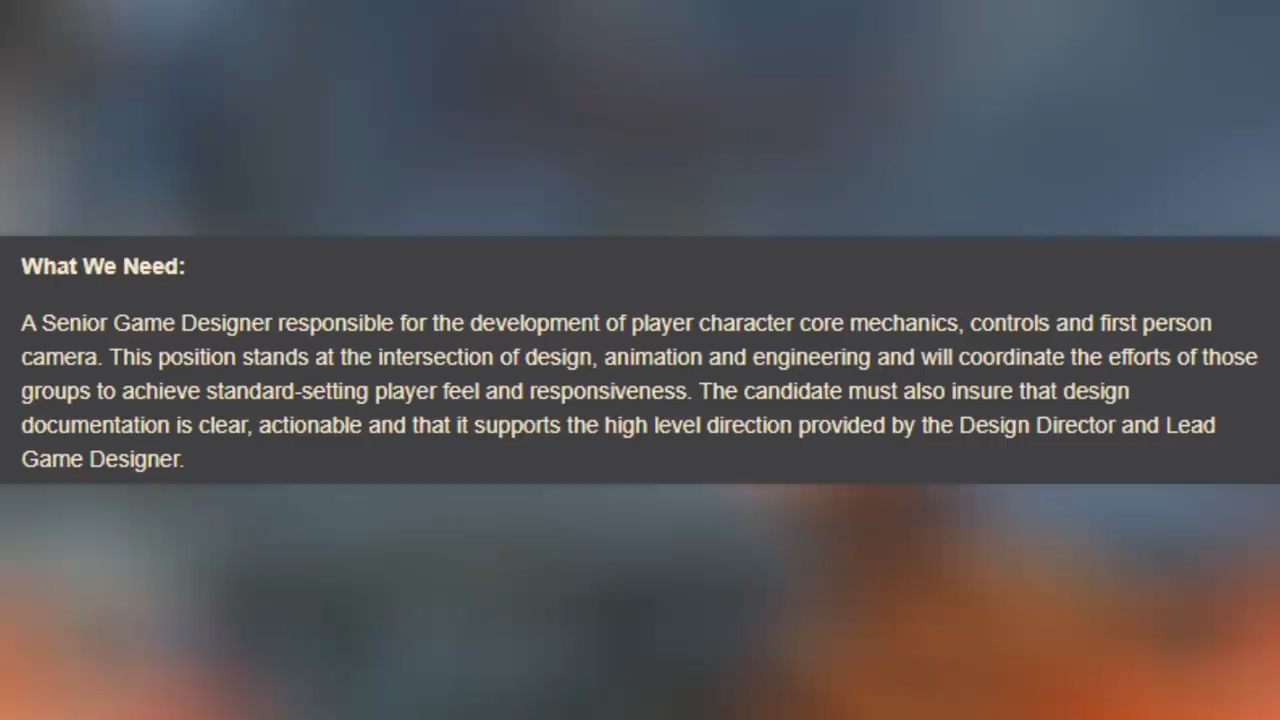 What We Need:
A Senior Game Designer responsible for the development of player character core mechanics, controls and first person
camera. This position stands at the intersection of design, animation and engineering and will coordinate the efforts of those
groups to achieve standard-setting player feel and responsiveness. The candidate must also insure that design
documentation is clear, actionable and that it supports the high level direction provided by the Design Director and Lead
Game Designer.